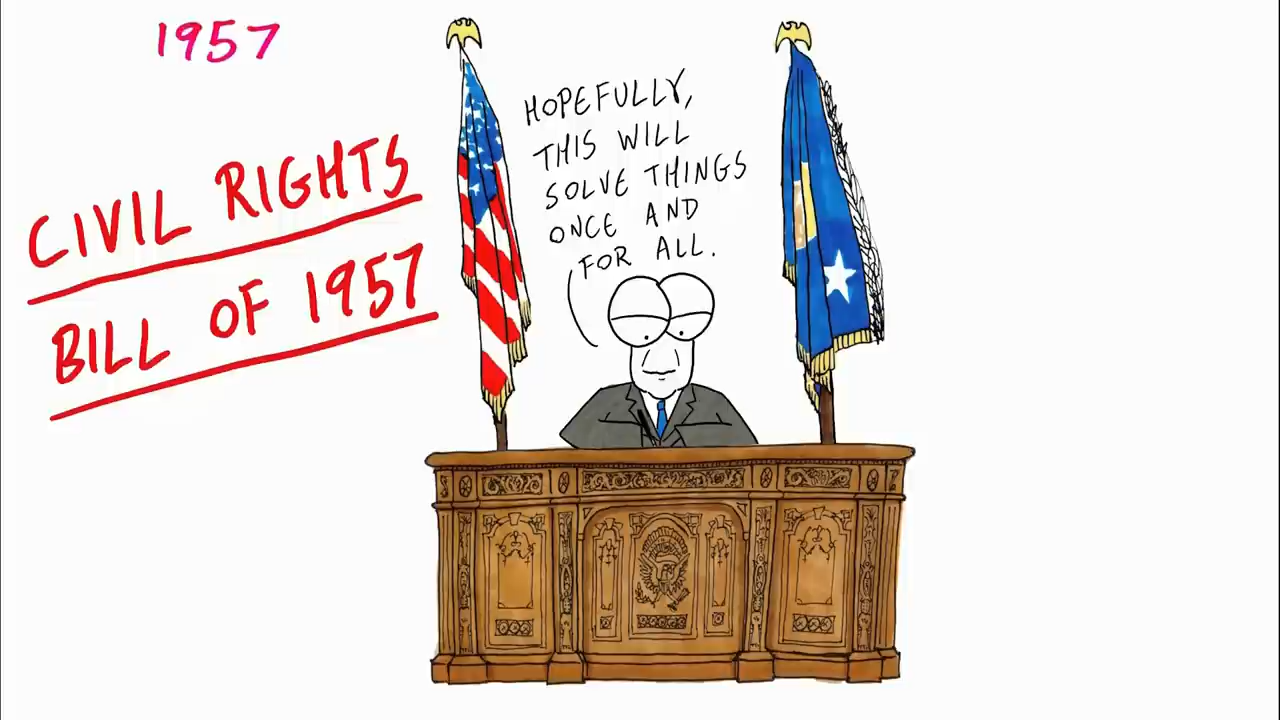 1957
CIVIL RIGHTS
BILL OF 1957
HOPEFULLY,
THIS WILL
SOLVE THINGS
ONCE AND
FOR ALL.